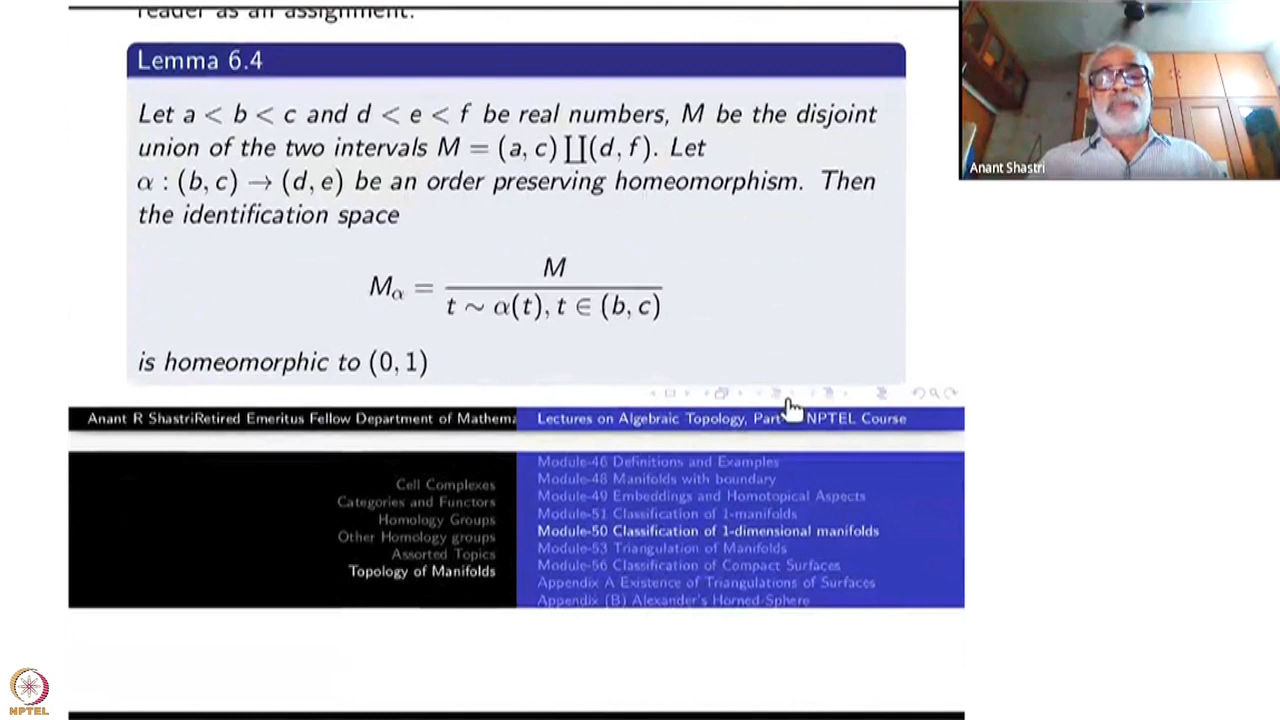 reader as an assignment.
Lemma 6.4
Let a < b < c and d < e < f be real numbers, M be the disjoint
union of the two intervals M = (a, c) ∐(d, f). Let
α : (b, c) → (d, e) be an order preserving homeomorphism. Then
the identification space
M_α = M / t ∼ α(t), t ∈ (b, c)
is homeomorphic to (0, 1)
Anant R ShastriRetired Emeritus Fellow Department of Mathema
Lectures on Algebraic Topology, Part NPTEL Course
Cell Complexes
Categories and Functors
Homology Groups
Other Homology groups
Assorted Topics
Topology of Manifolds
Module-46 Definitions and Examples
Module-48 Manifolds with boundary
Module-49 Embeddings and Homotopical Aspects
Module-51 Classification of 1-manifolds
Module-50 Classification of 1-dimensional manifolds
Module-53 Triangulation of Manifolds
Module-56 Classification of Compact Surfaces
Appendix A Existence of Triangulations of Surfaces
Appendix (B) Alexander's Horned-Sphere
Anant Shastri
NPTEL